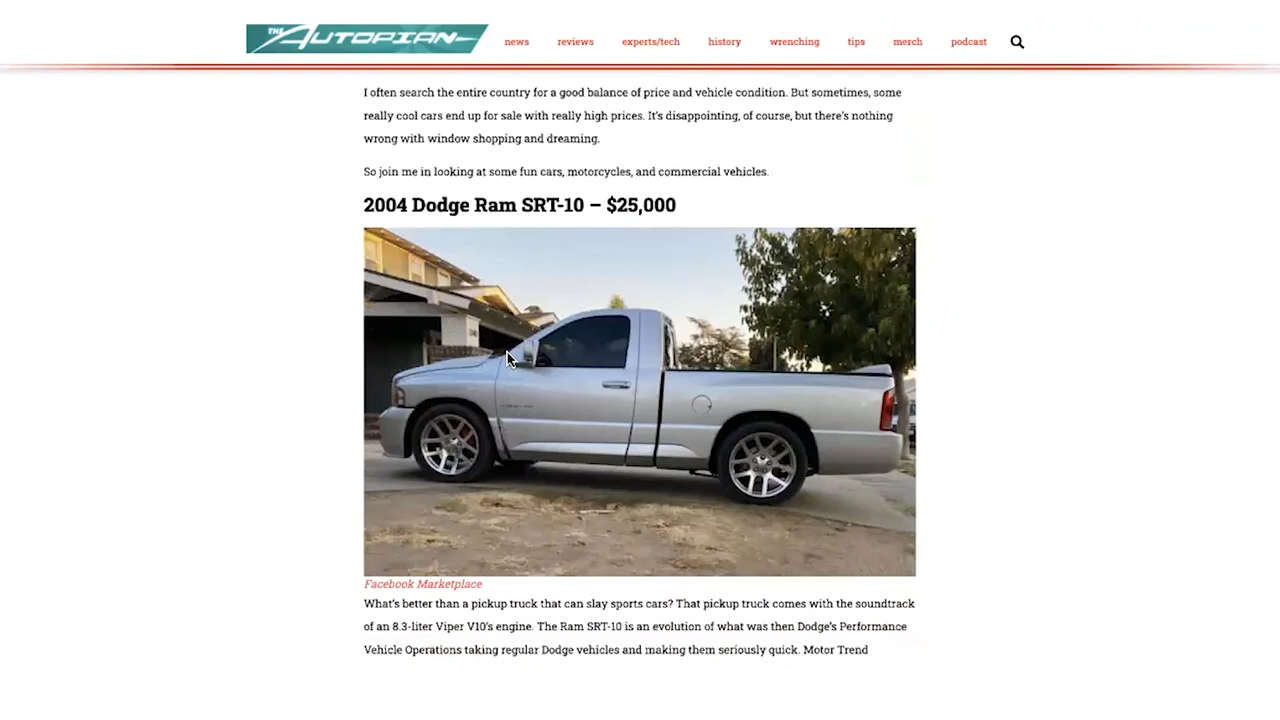 THE AUTOPIAN
news reviews experts/tech history wrenching tips merch podcast
I often search the entire country for a good balance of price and vehicle condition. But sometimes, some
really cool cars end up for sale with really high prices. It's disappointing, of course, but there's nothing
wrong with window shopping and dreaming.
So join me in looking at some fun cars, motorcycles, and commercial vehicles.
2004 Dodge Ram SRT-10 – $25,000
Facebook Marketplace
What's better than a pickup truck that can slay sports cars? That pickup truck comes with the soundtrack
of an 8.3-liter Viper V10's engine. The Ram SRT-10 is an evolution of what was then Dodge's Performance
Vehicle Operations taking regular Dodge vehicles and making them seriously quick. Motor Trend